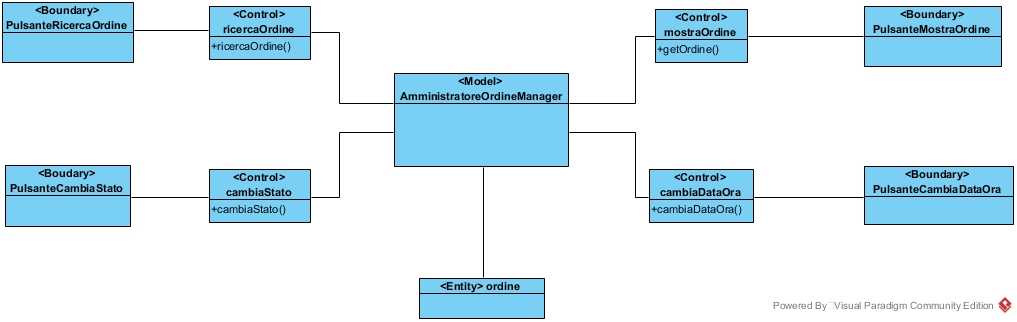 <Boundary>
PulsanteRicercaOrdine
<Control>
ricercaOrdine
+ricercaOrdine()
<Control>
mostraOrdine
+getOrdine()
<Boundary>
PulsanteMostraOrdine
<Model>
AmministratoreOrdineManager
<Boudary>
PulsanteCambiaStato
<Control>
cambiaStato
+cambiaStato()
<Control>
cambiaDataOra
+cambiaDataOra()
<Boundary>
PulsanteCambiaDataOra
<Entity> ordine
Powered By Visual Paradigm Community Edition